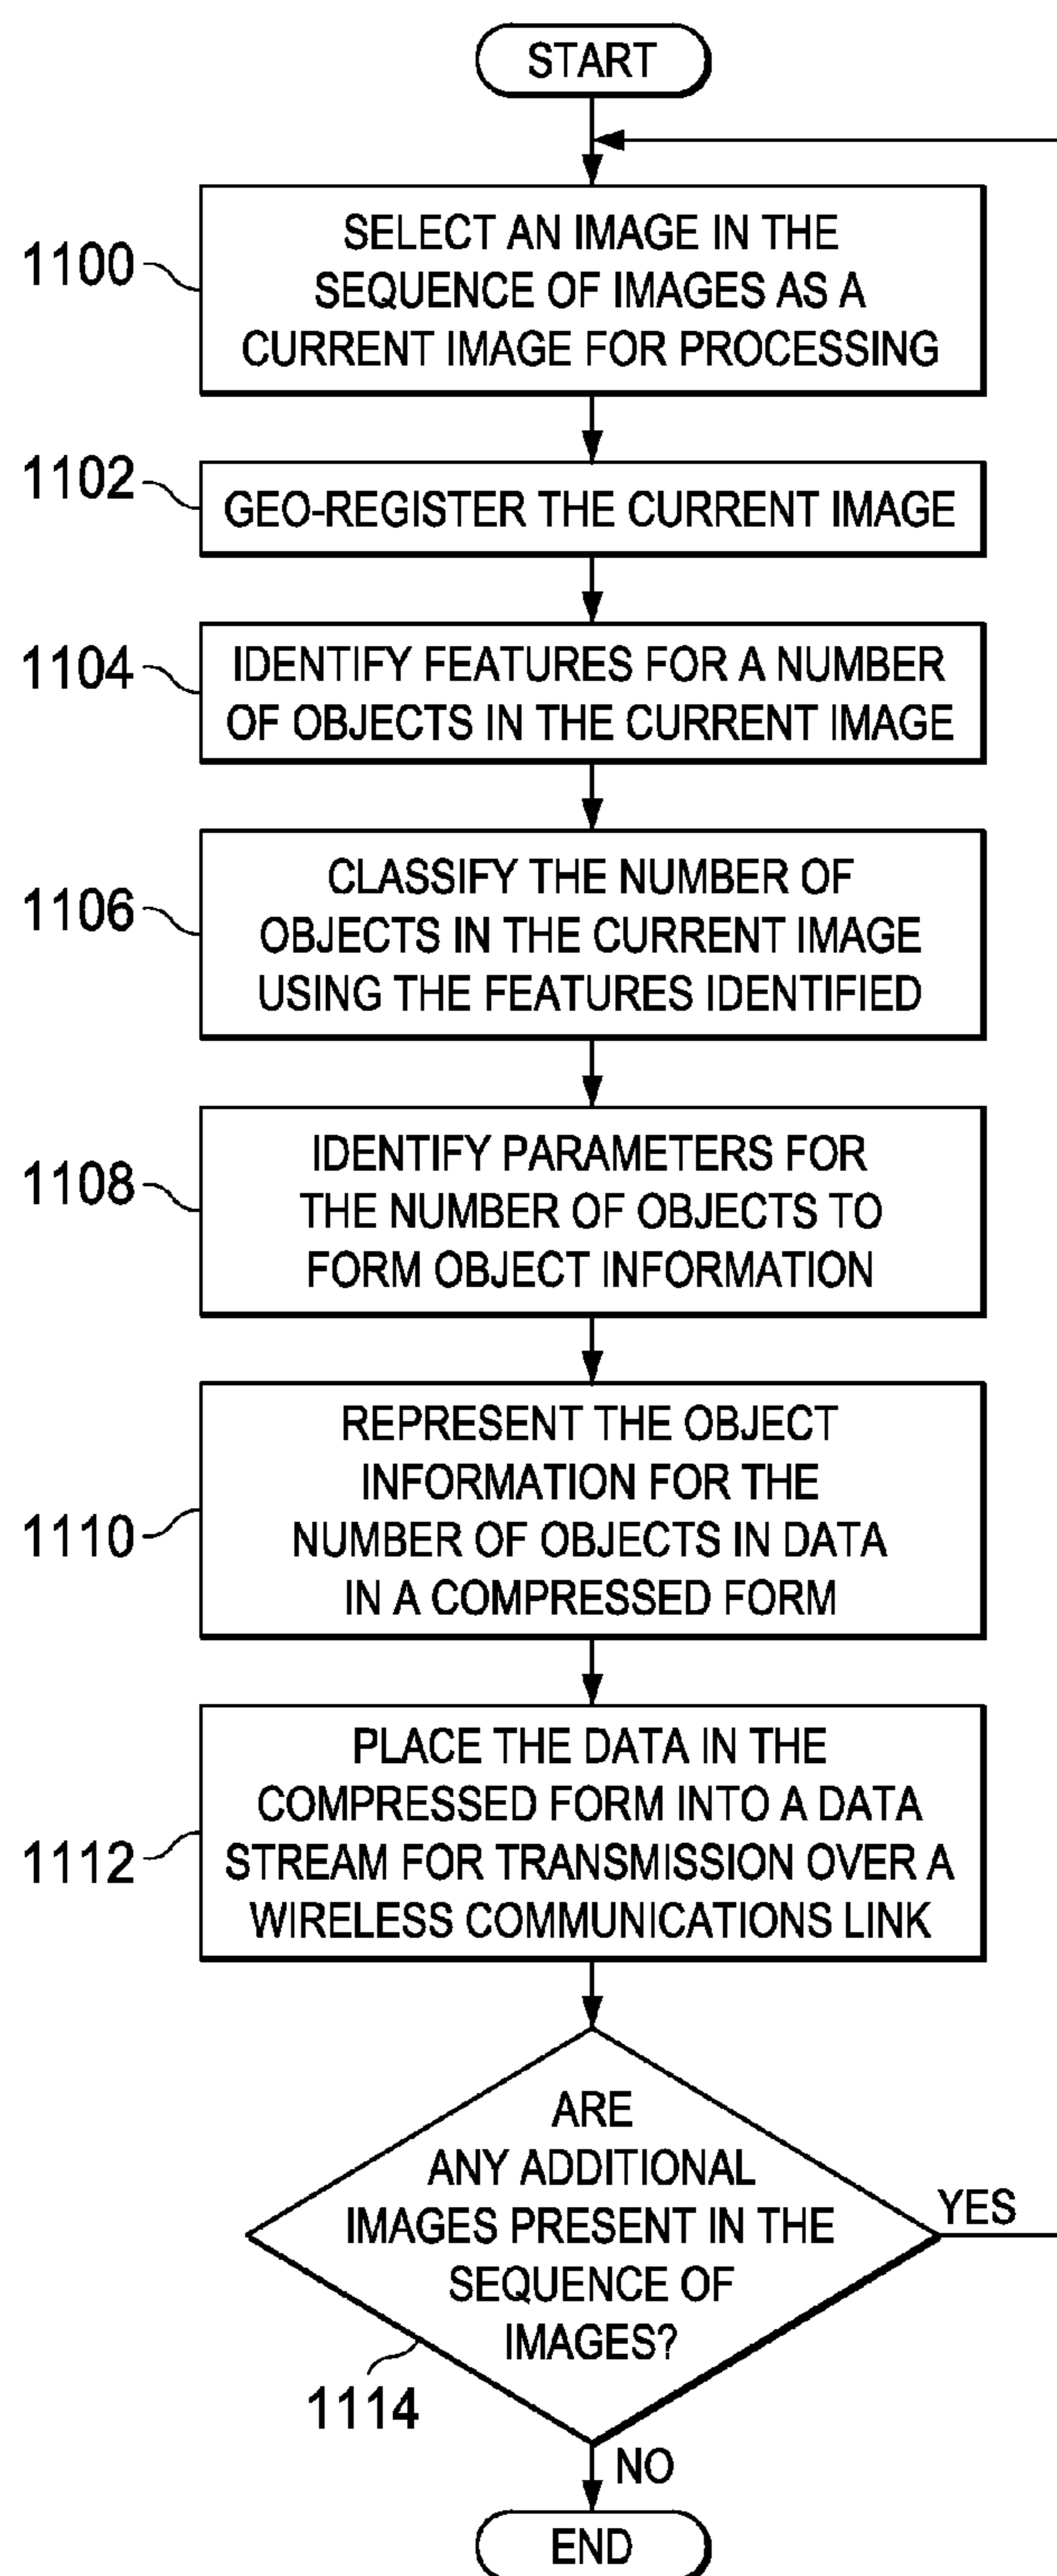 START
1100
SELECT AN IMAGE IN THE
SEQUENCE OF IMAGES AS A
CURRENT IMAGE FOR PROCESSING
1102
GEO-REGISTER THE CURRENT IMAGE
1104
IDENTIFY FEATURES FOR A NUMBER
OF OBJECTS IN THE CURRENT IMAGE
1106
CLASSIFY THE NUMBER OF
OBJECTS IN THE CURRENT IMAGE
USING THE FEATURES IDENTIFIED
1108
IDENTIFY PARAMETERS FOR
THE NUMBER OF OBJECTS TO
FORM OBJECT INFORMATION
1110
REPRESENT THE OBJECT
INFORMATION FOR THE
NUMBER OF OBJECTS IN DATA
IN A COMPRESSED FORM
1112
PLACE THE DATA IN THE
COMPRESSED FORM INTO A DATA
STREAM FOR TRANSMISSION OVER A
WIRELESS COMMUNICATIONS LINK
ARE
ANY ADDITIONAL
IMAGES PRESENT IN THE
SEQUENCE OF
IMAGES?
YES
1114
NO
END